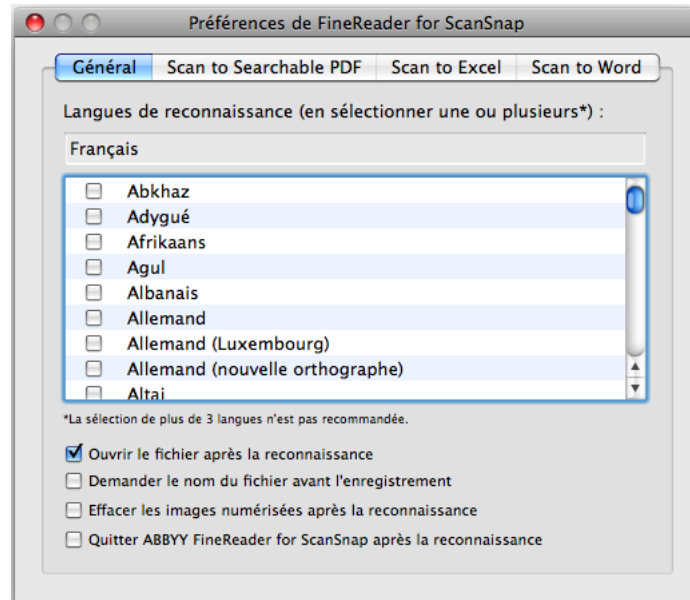 Préférences de FineReader for ScanSnap
Général Scan to Searchable PDF Scan to Excel Scan to Word
Langues de reconnaissance (en sélectionner une ou plusieurs*) :
Français
Abkhaz
Adygué
Afrikaans
Agul
Albanais
Allemand
Allemand (Luxembourg)
Allemand (nouvelle orthographe)
Altai
*La sélection de plus de 3 langues n'est pas recommandée.
Ouvrir le fichier après la reconnaissance
Demander le nom du fichier avant l'enregistrement
Effacer les images numérisées après la reconnaissance
Quitter ABBYY FineReader for ScanSnap après la reconnaissance